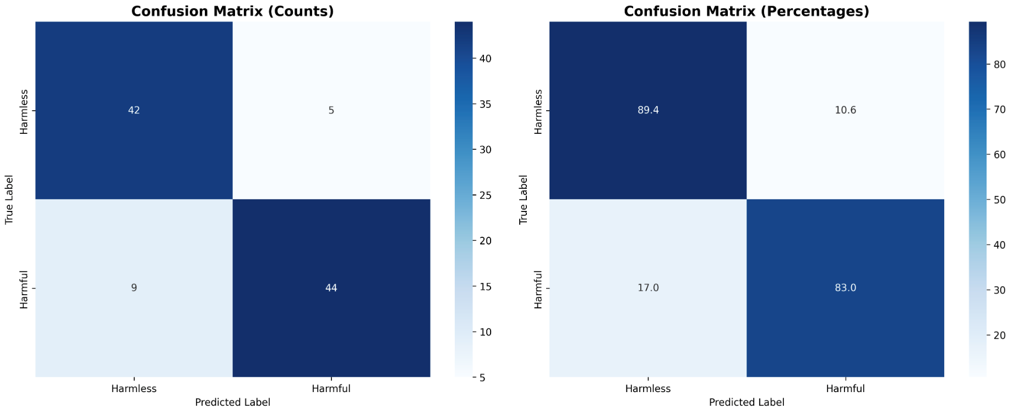 Confusion Matrix (Counts)
Harmless
Harmful
True Label
42
5
9
44
Harmless
Harmful
Predicted Label
40
35
30
25
20
15
10
5
Confusion Matrix (Percentages)
Harmless
Harmful
True Label
89.4
10.6
17.0
83.0
Harmless
Harmful
Predicted Label
80
70
60
50
40
30
20